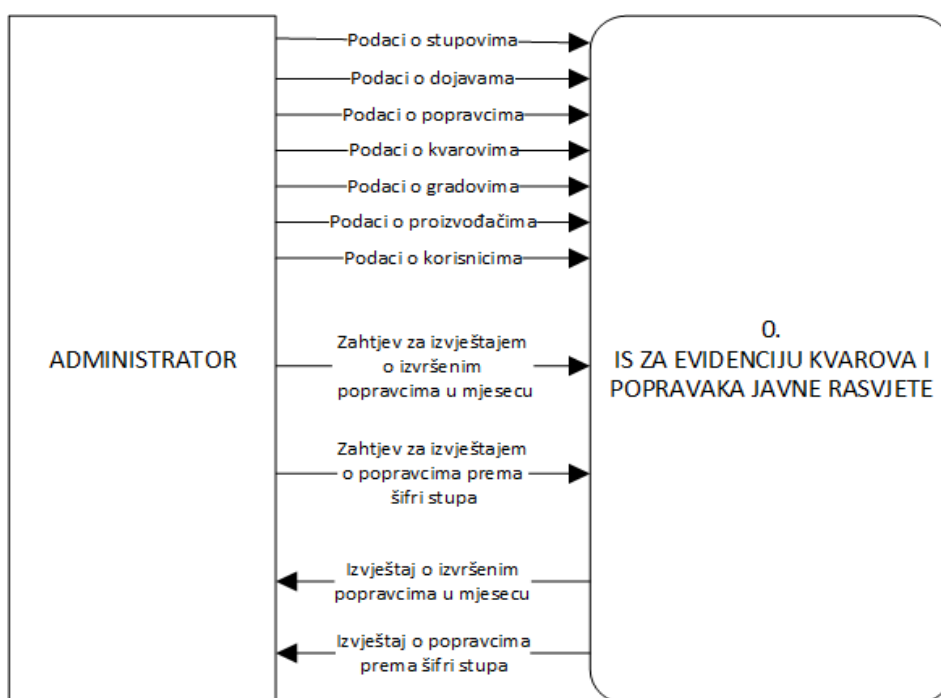 Podaci o stupovima
Podaci o dojavama
Podaci o popravcima
Podaci o kvarovima
Podaci o gradovima
Podaci o proizvođačima
Podaci o korisnicima
ADMINISTRATOR
Zahtjev za izvještajem
o izvršenim
popravcima u mjesecu
Zahtjev za izvještajem
o popravcima prema
šifri stupa
Izvještaj o izvršenim
popravcima u mjesecu
Izvještaj o popravcima
prema šifri stupa
0.
IS ZA EVIDENCIJU KVAROVA I
POPRAVAKA JAVNE RASVJETE